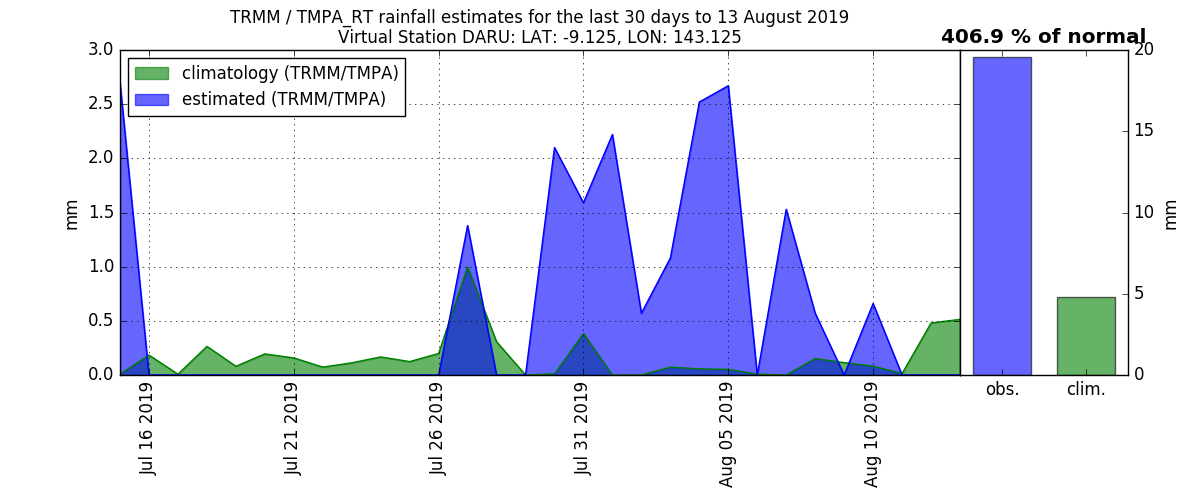 TRMM / TMPA_RT rainfall estimates for the last 30 days to 13 August 2019
Virtual Station DARU: LAT: -9.125, LON: 143.125
406.9 % of normal
climatology (TRMM/TMPA)
estimated (TRMM/TMPA)
mm
3.0
2.5
2.0
1.5
1.0
0.5
0.0
Jul 16 2019
Jul 21 2019
Jul 26 2019
Jul 31 2019
Aug 05 2019
Aug 10 2019
obs.
clim.
20
15
10
5
0
mm